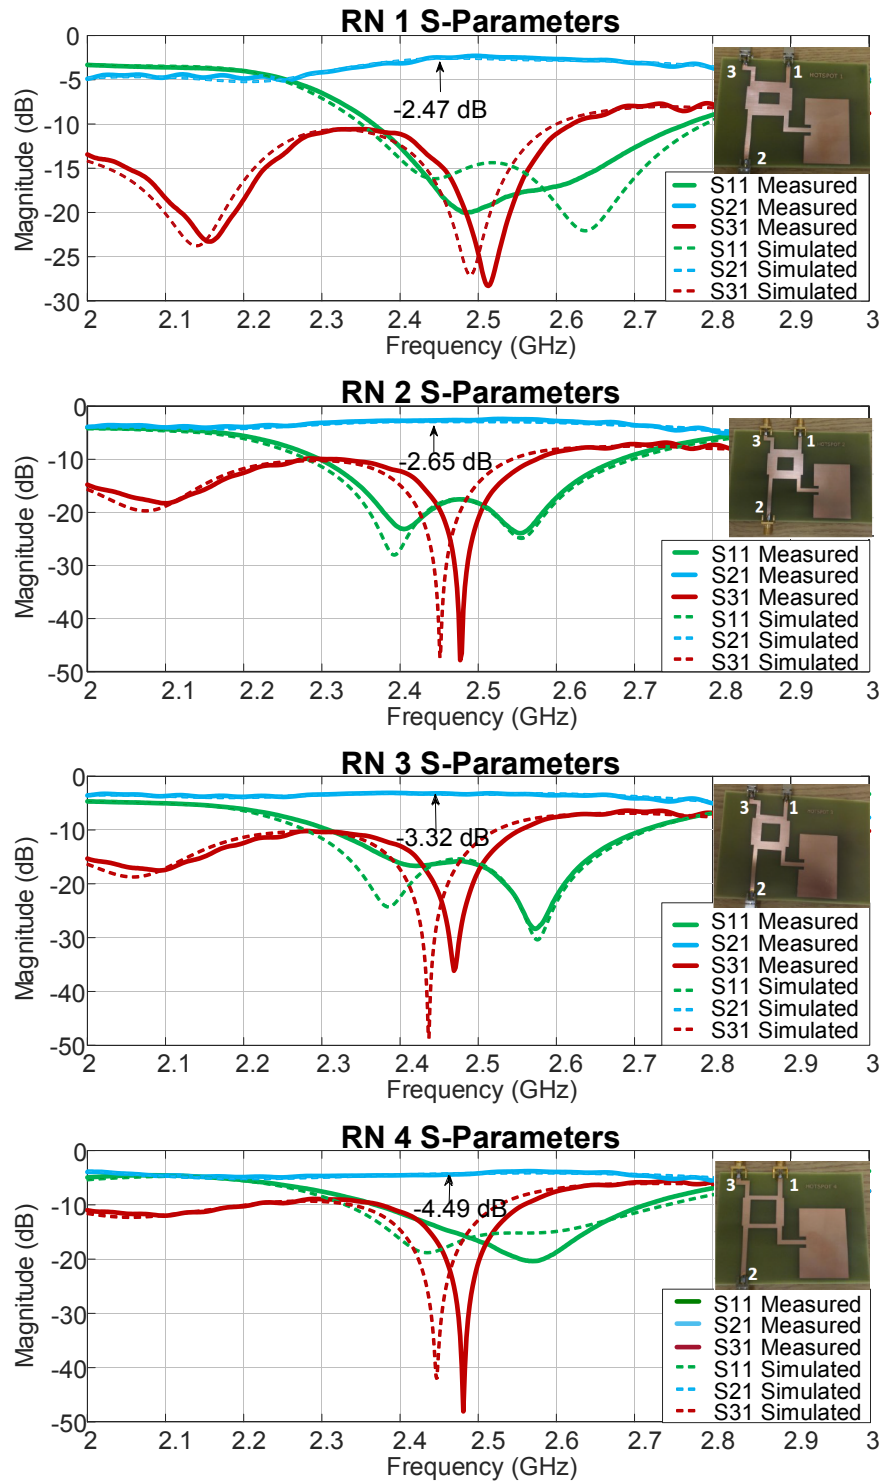 RN 1 S-Parameters
Magnitude (dB)
0
-5
-10
-15
-20
-25
-30
-2.47 dB
3
1
2
HOTSPOT 1
S11 Measured
S21 Measured
S31 Measured
S11 Simulated
S21 Simulated
S31 Simulated
2 2.1 2.2 2.3 2.4 2.5 2.6 2.7 2.8 2.9 3
Frequency (GHz)
RN 2 S-Parameters
Magnitude (dB)
0
-10
-20
-30
-40
-50
-2.65 dB
3
1
2
S11 Measured
S21 Measured
S31 Measured
S11 Simulated
S21 Simulated
S31 Simulated
2 2.1 2.2 2.3 2.4 2.5 2.6 2.7 2.8 2.9 3
Frequency (GHz)
RN 3 S-Parameters
Magnitude (dB)
0
-10
-20
-30
-40
-50
-3.32 dB
3
1
2
S11 Measured
S21 Measured
S31 Measured
S11 Simulated
S21 Simulated
S31 Simulated
2 2.1 2.2 2.3 2.4 2.5 2.6 2.7 2.8 2.9 3
Frequency (GHz)
RN 4 S-Parameters
Magnitude (dB)
0
-10
-20
-30
-40
-50
-4.49 dB
3
1
2
S11 Measured
S21 Measured
S31 Measured
S11 Simulated
S21 Simulated
S31 Simulated
2 2.1 2.2 2.3 2.4 2.5 2.6 2.7 2.8 2.9 3
Frequency (GHz)